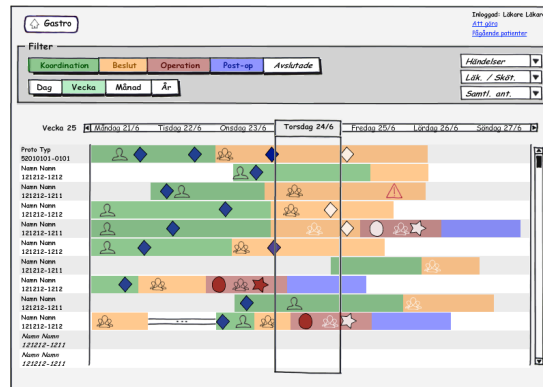 Gastro
Inloggad: Läkare Läkare
Att göra
Pågående patienter
Filter
Koordination Beslut Operation Post-op Avslutade
Händelser
Läk. / Sköt.
Dag Vecka Månad År
Samtl. ant.
Vecka 25 Måndag 21/6 Tisdag 22/6 Onsdag 23/6 Torsdag 24/6 Fredag 25/6 Lördag 26/6 Söndag 27/6
Proto Typ
52010101-0101
Namn Namn
121212-1212
Namn Namn
121212-1211
Namn Namn
121212-1212
Namn Namn
121212-1211
Namn Namn
121212-1212
Namn Namn
121212-1211
Namn Namn
121212-1212
Namn Namn
121212-1211
Namn Namn
121212-1212
Namn Namn
121212-1211
Namn Namn
121212-1211